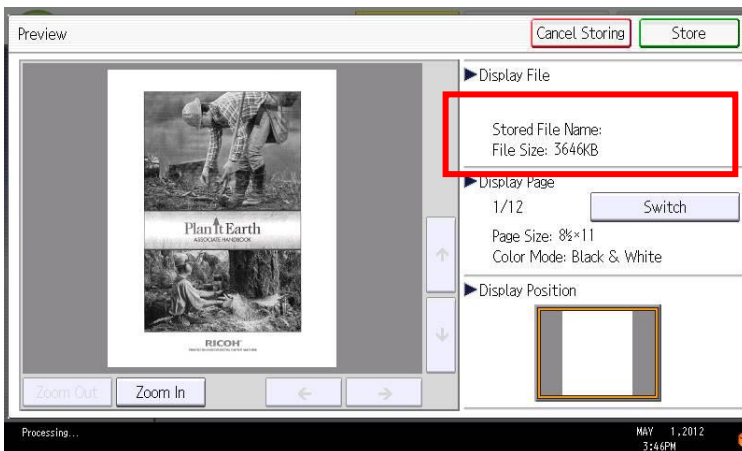 Preview
Cancel Storing
Store
Display File
Stored File Name:
File Size: 3646KB
Display Page
1/12
Switch
Page Size: 8½×11
Color Mode: Black & White
Display Position
Plan It Earth
ASSOCIATE HANDBOOK
RICOH
Zoom Out
Zoom In
Processing...
MAY 1,2012
3:46PM